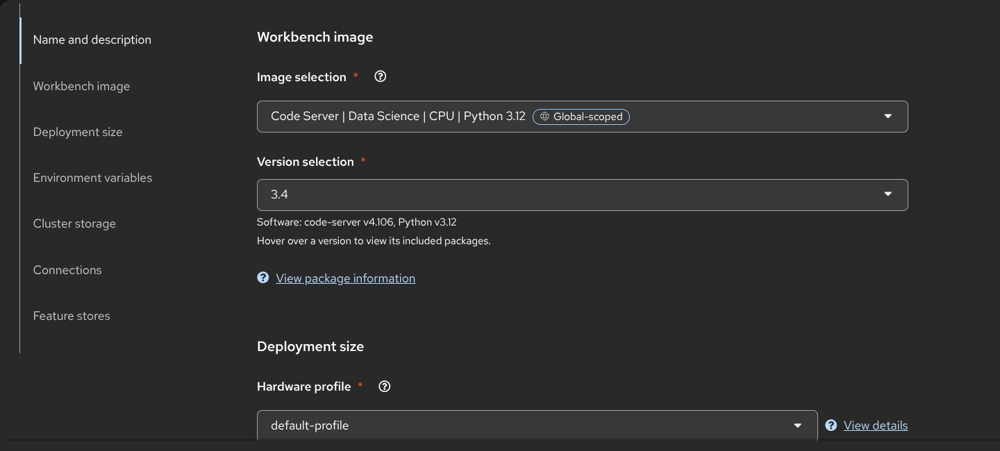 Name and description
Workbench image
Deployment size
Environment variables
Cluster storage
Connections
Feature stores
Workbench image
Image selection *
Code Server | Data Science | CPU | Python 3.12 Global-scoped
Version selection *
3.4
Software: code-server v4.106, Python v3.12
Hover over a version to view its included packages.
View package information
Deployment size
Hardware profile *
default-profile
View details